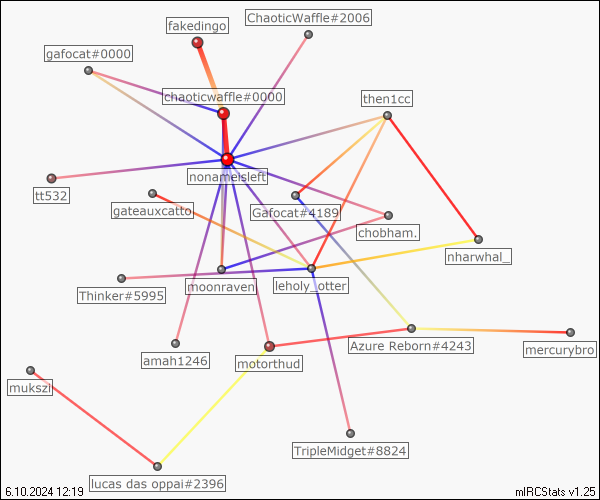 ChaoticWaffle#2006
fakedingo
gafocat#0000
chaoticwaffle#0000
then1cc
nonameisleft
tt532
gateauxcatto
Gafocat#4189
chobham.
nharwhal_
Thinker#5995
moonraven
leholy_otter
amah1246
motorthud
Azure Reborn#4243
mercurybro
mukszi
TripleMidget#8824
lucas das oppai#2396
6.10.2024 12:19
mIRCStats v1.25